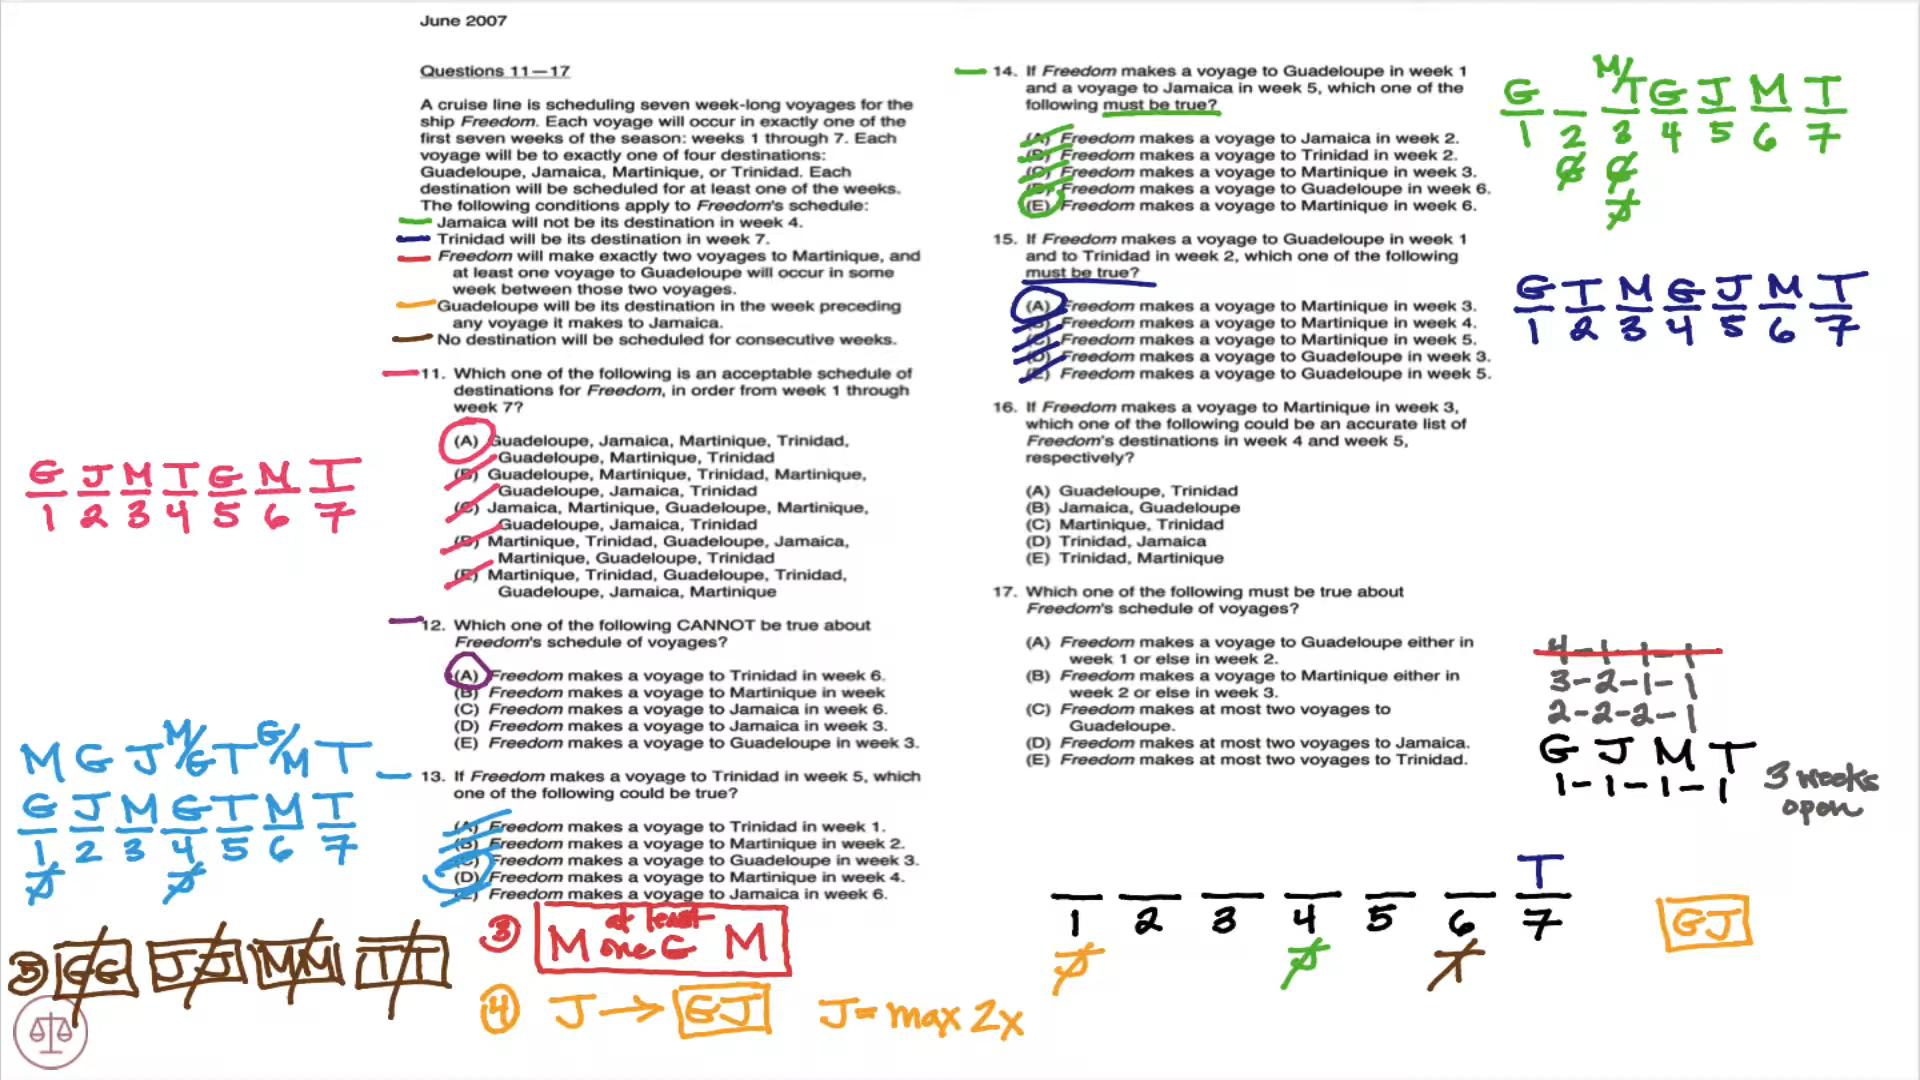 June 2007
Questions 11—17
A cruise line is scheduling seven week-long voyages for the
ship Freedom. Each voyage will occur in exactly one of the
first seven weeks of the season: weeks 1 through 7. Each
voyage will be to exactly one of four destinations:
Guadeloupe, Jamaica, Martinique, or Trinidad. Each
destination will be scheduled for at least one of the weeks.
The following conditions apply to Freedom's schedule:
Jamaica will not be its destination in week 4.
Trinidad will be its destination in week 7.
Freedom will make exactly two voyages to Martinique, and
at least one voyage to Guadeloupe will occur in some
week between those two voyages.
Guadeloupe will be its destination in the week preceding
any voyage it makes to Jamaica.
No destination will be scheduled for consecutive weeks.
11. Which one of the following is an acceptable schedule of
destinations for Freedom, in order from week 1 through
week 7?
(A) Guadeloupe, Jamaica, Martinique, Trinidad,
Guadeloupe, Martinique, Trinidad
(B) Guadeloupe, Martinique, Trinidad, Martinique,
Guadeloupe, Jamaica, Trinidad
(C) Jamaica, Martinique, Guadeloupe, Martinique,
Guadeloupe, Jamaica, Trinidad
(D) Martinique, Trinidad, Guadeloupe, Jamaica,
Martinique, Guadeloupe, Trinidad
(E) Martinique, Trinidad, Guadeloupe, Trinidad,
Guadeloupe, Jamaica, Martinique
G J M T G M T
1 2 3 4 5 6 7
12. Which one of the following CANNOT be true about
Freedom's schedule of voyages?
(A) Freedom makes a voyage to Trinidad in week 6.
(B) Freedom makes a voyage to Martinique in week
(C) Freedom makes a voyage to Jamaica in week 6.
(D) Freedom makes a voyage to Jamaica in week 3.
(E) Freedom makes a voyage to Guadeloupe in week 3.
13. If Freedom makes a voyage to Trinidad in week 5, which
one of the following could be true?
(A) Freedom makes a voyage to Trinidad in week 1.
(B) Freedom makes a voyage to Martinique in week 2.
(C) Freedom makes a voyage to Guadeloupe in week 3.
(D) Freedom makes a voyage to Martinique in week 4.
(E) Freedom makes a voyage to Jamaica in week 6.
M G J M/G T G/M T
G J M G T M T
1 2 3 4 5 6 7
J J
5 GG JJ MM TT
3 M at least one G M
4 J → GJ J = max 2x
14. If Freedom makes a voyage to Guadeloupe in week 1
and a voyage to Jamaica in week 5, which one of the
following must be true?
(A) Freedom makes a voyage to Jamaica in week 2.
(B) Freedom makes a voyage to Trinidad in week 2.
(C) Freedom makes a voyage to Martinique in week 3.
(D) Freedom makes a voyage to Guadeloupe in week 6.
(E) Freedom makes a voyage to Martinique in week 6.
G M/T G J M T
1 2 3 4 5 6 7
G G
J
15. If Freedom makes a voyage to Guadeloupe in week 1
and to Trinidad in week 2, which one of the following
must be true?
(A) Freedom makes a voyage to Martinique in week 3.
(B) Freedom makes a voyage to Martinique in week 4.
(C) Freedom makes a voyage to Martinique in week 5.
(D) Freedom makes a voyage to Guadeloupe in week 3.
(E) Freedom makes a voyage to Guadeloupe in week 5.
G T M G J M T
1 2 3 4 5 6 7
16. If Freedom makes a voyage to Martinique in week 3,
which one of the following could be an accurate list of
Freedom's destinations in week 4 and week 5,
respectively?
(A) Guadeloupe, Trinidad
(B) Jamaica, Guadeloupe
(C) Martinique, Trinidad
(D) Trinidad, Jamaica
(E) Trinidad, Martinique
17. Which one of the following must be true about
Freedom's schedule of voyages?
(A) Freedom makes a voyage to Guadeloupe either in
week 1 or else in week 2.
(B) Freedom makes a voyage to Martinique either in
week 2 or else in week 3.
(C) Freedom makes at most two voyages to
Guadeloupe.
(D) Freedom makes at most two voyages to Jamaica.
(E) Freedom makes at most two voyages to Trinidad.
4-1-1-1
3-2-1-1
2-2-2-1
G J M T
1-1-1-1 3 weeks open
T
1 2 3 4 5 6 7
J J T
GJ